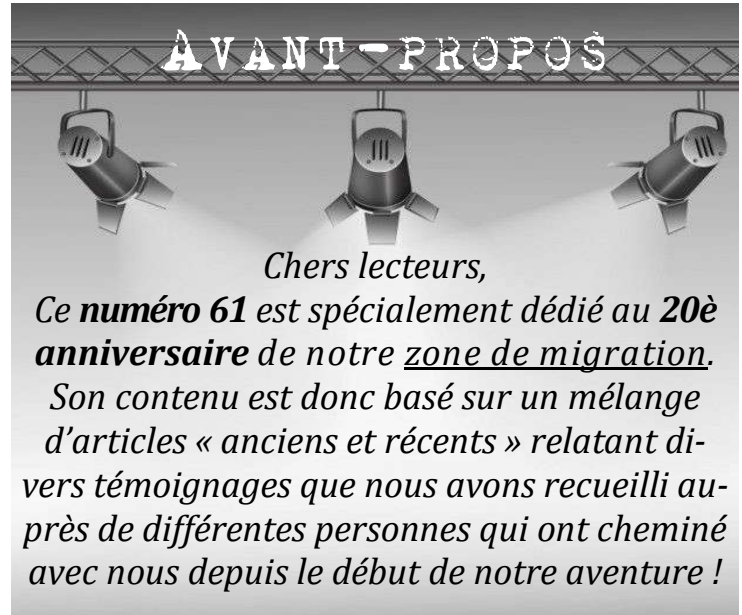 AVANT-PROPOS
Chers lecteurs,
Ce numéro 61 est spécialement dédié au 20è
anniversaire de notre zone de migration.
Son contenu est donc basé sur un mélange
d’articles « anciens et récents » relatant di-
vers témoignages que nous avons recueilli au-
près de différentes personnes qui ont cheminé
avec nous depuis le début de notre aventure !